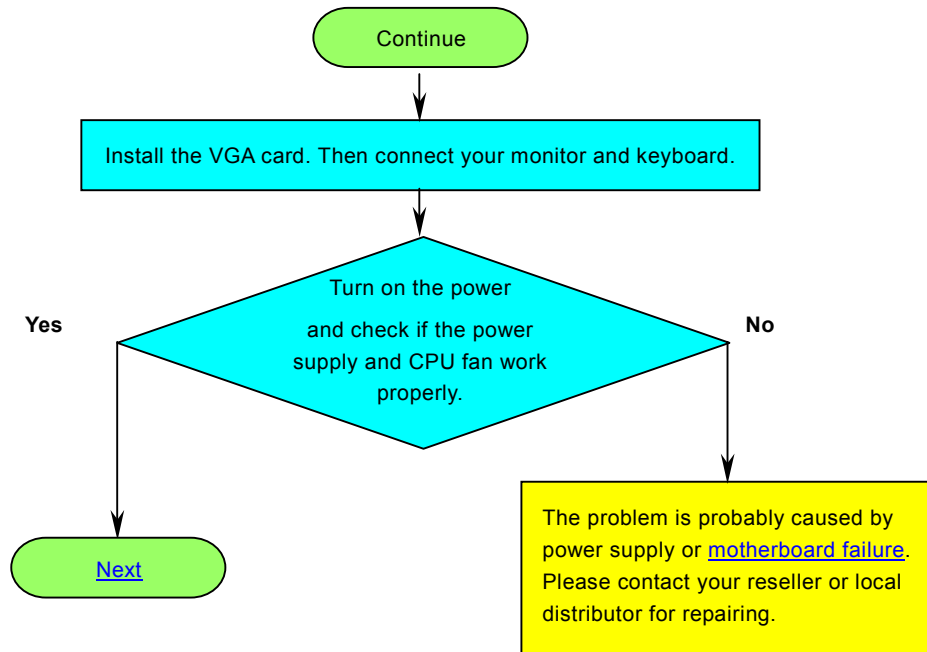 Continue
Install the VGA card. Then connect your monitor and keyboard.
Turn on the power
and check if the power
supply and CPU fan work
properly.
Yes
No
Next
The problem is probably caused by
power supply or motherboard failure.
Please contact your reseller or local
distributor for repairing.